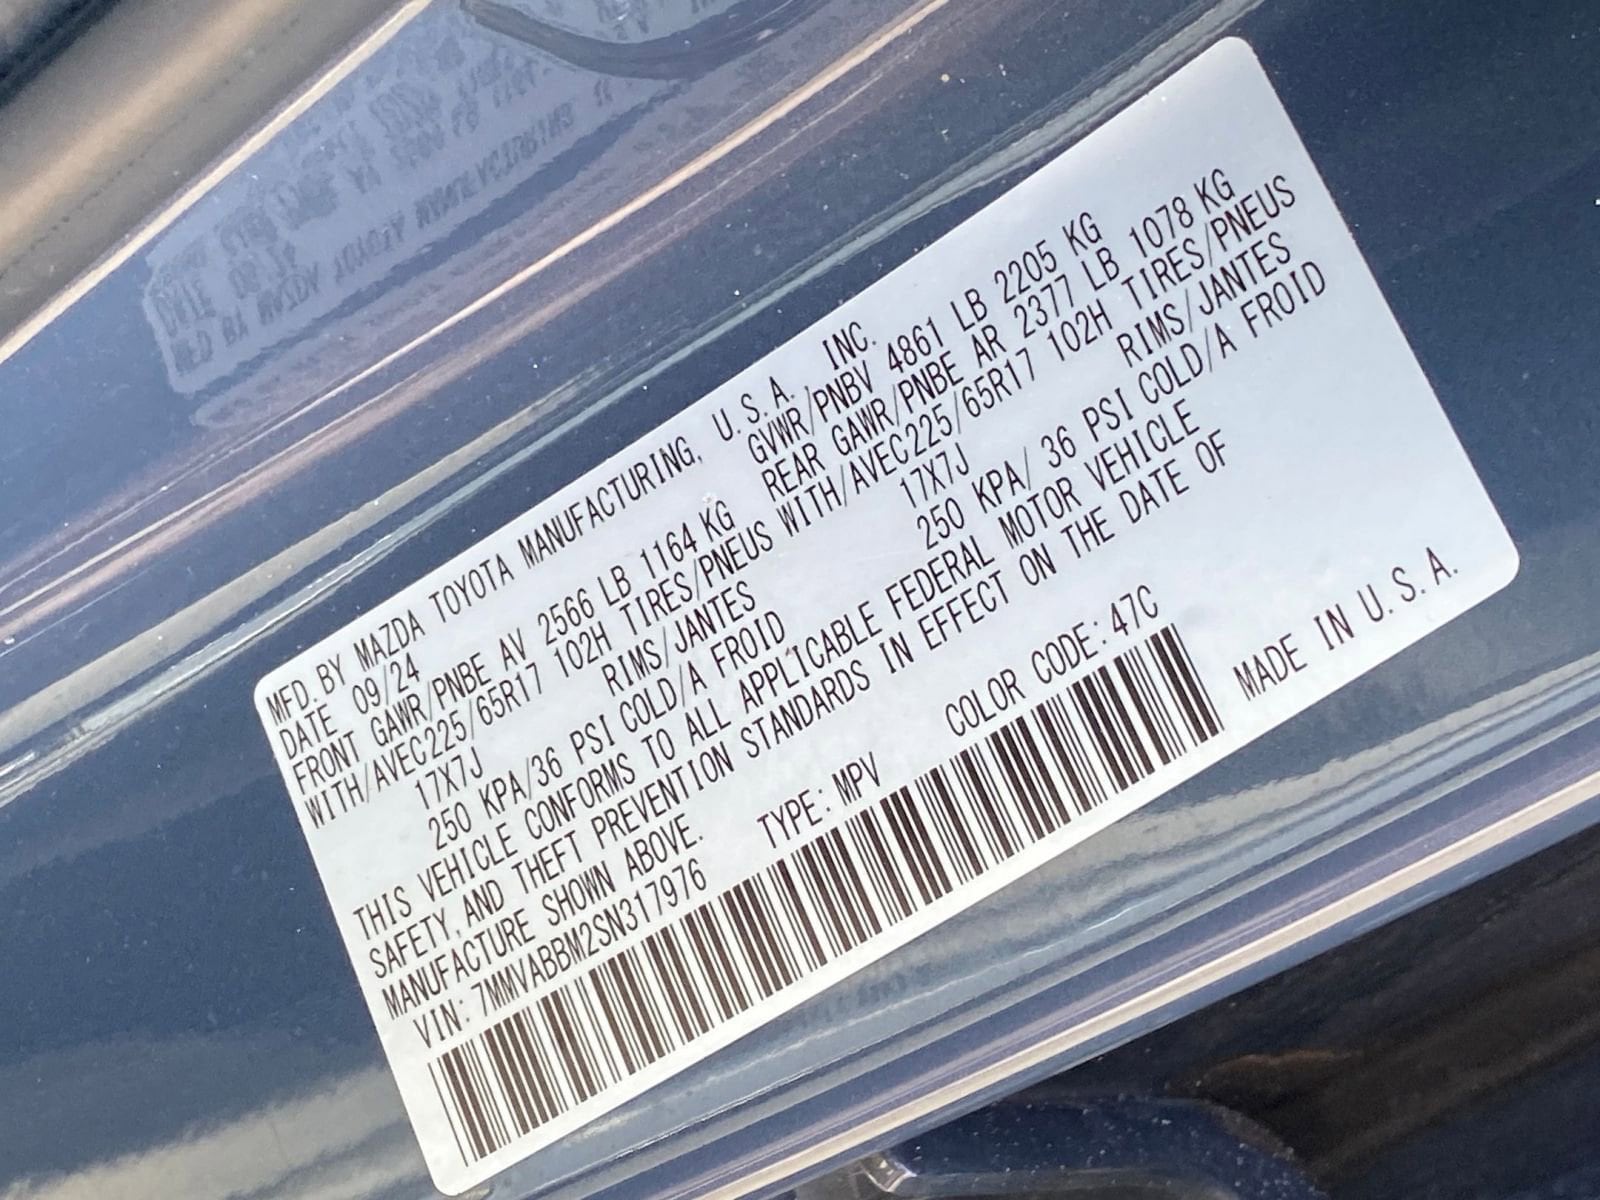 MFD. BY MAZDA TOYOTA MANUFACTURING, U.S.A., INC.
DATE 09/24 GVWR/PNBV 4861 LB 2205 KG
FRONT GAWR/PNBE AV 2566 LB 1164 KG REAR GAWR/PNBE AR 2377 LB 1078 KG
WITH/AVEC225/65R17 102H TIRES/PNEUS WITH/AVEC225/65R17 102H TIRES/PNEUS
17X7J RIMS/JANTES 17X7J RIMS/JANTES
250 KPA/36 PSI COLD/A FROID 250 KPA/ 36 PSI COLD/A FROID
THIS VEHICLE CONFORMS TO ALL APPLICABLE FEDERAL MOTOR VEHICLE
SAFETY, AND THEFT PREVENTION STANDARDS IN EFFECT ON THE DATE OF
MANUFACTURE SHOWN ABOVE.
VIN: 7MMVABBM2SN317976 TYPE: MPV COLOR CODE: 47C
MADE IN U.S.A.